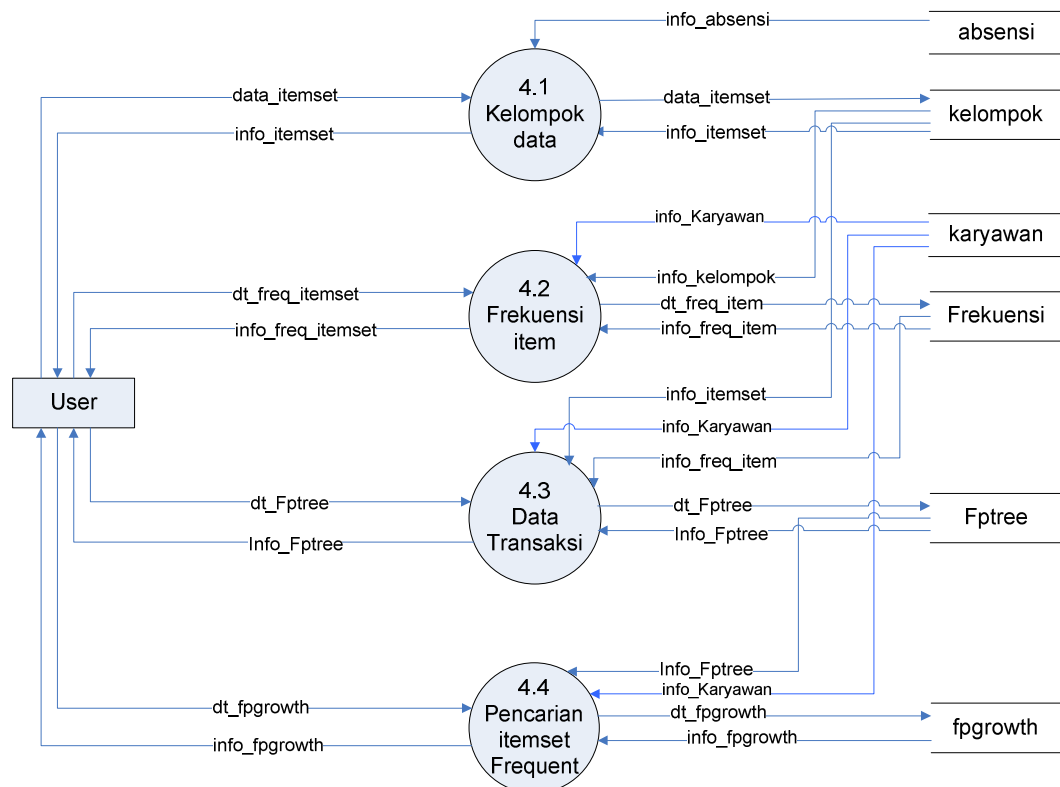 info_absensi
absensi
4.1
Kelompok
data
data_itemset
data_itemset
kelompok
info_itemset
info_itemset
info_Karyawan
karyawan
info_kelompok
4.2
Frekuensi
item
dt_freq_itemset
dt_freq_item
Frekuensi
info_freq_itemset
info_freq_item
User
info_itemset
info_Karyawan
info_freq_item
4.3
Data
Transaksi
dt_Fptree
dt_Fptree
Fptree
Info_Fptree
Info_Fptree
Info_Fptree
info_Karyawan
4.4
Pencarian
itemset
Frequent
dt_fpgrowth
dt_fpgrowth
fpgrowth
info_fpgrowth
info_fpgrowth